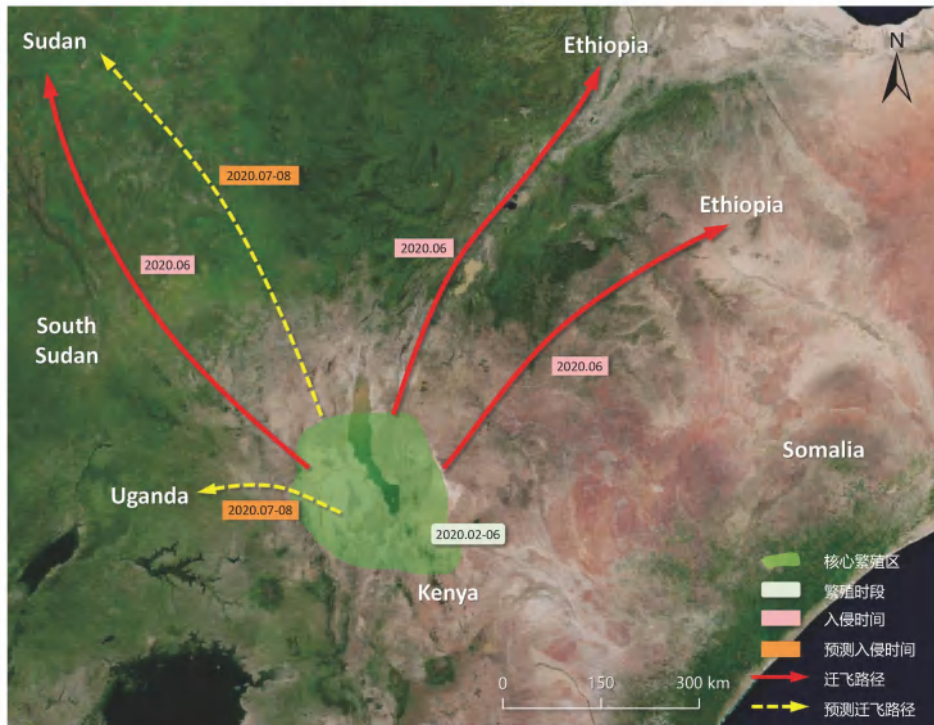 Sudan
Ethiopia
N
2020.07-08
Ethiopia
2020.06
2020.06
South
Sudan
2020.06
Somalia
Uganda
2020.07-08
2020.02-06
Kenya
核心繁殖区
繁殖时段
入侵时间
预测入侵时间
迁飞路径
预测迁飞路径
0 150 300 km